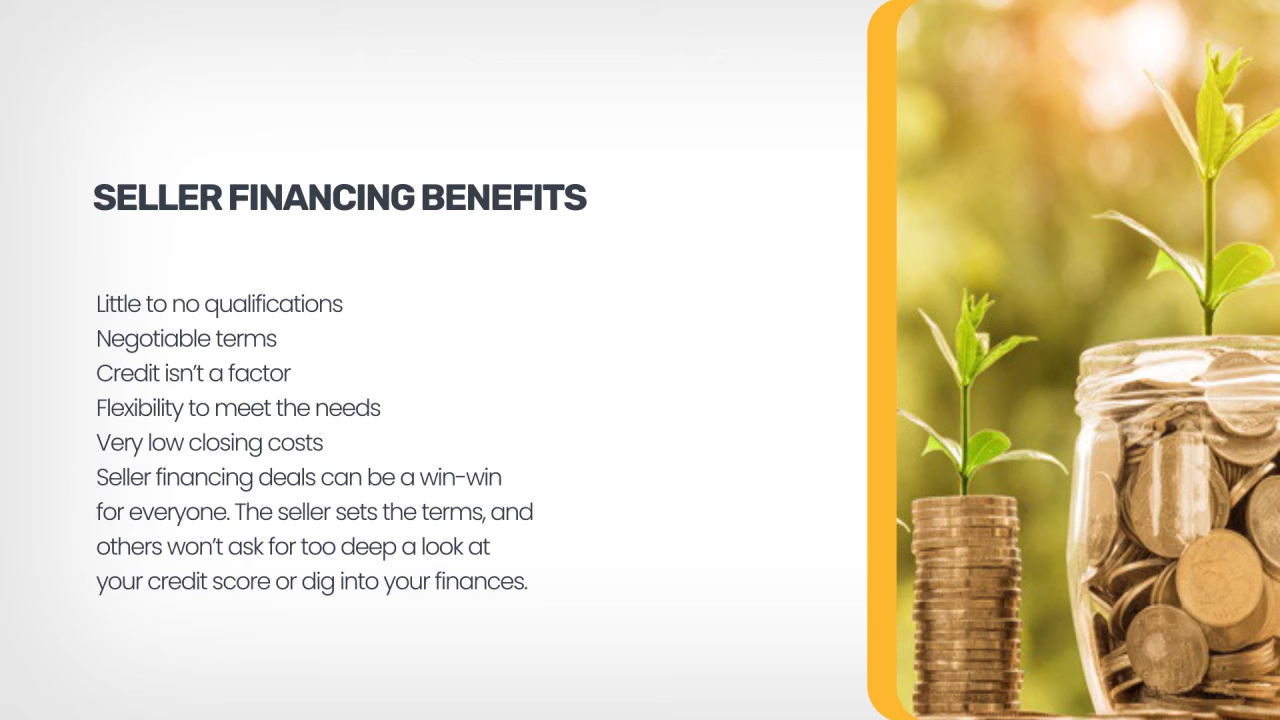 SELLER FINANCING BENEFITS
Little to no qualifications
Negotiable terms
Credit isn't a factor
Flexibility to meet the needs
Very low closing costs
Seller financing deals can be a win-win
for everyone. The seller sets the terms, and
others won't ask for too deep a look at
your credit score or dig into your finances.